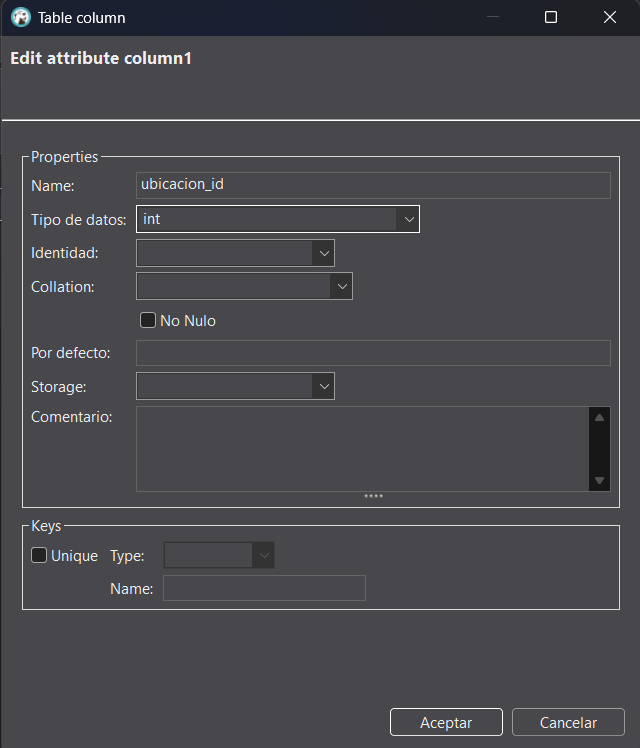 Table column
Edit attribute column1
Properties
Name: ubicacion_id
Tipo de datos: int
Identidad:
Collation:
No Nulo
Por defecto:
Storage:
Comentario:
Keys
Unique Type:
Name:
Aceptar Cancelar